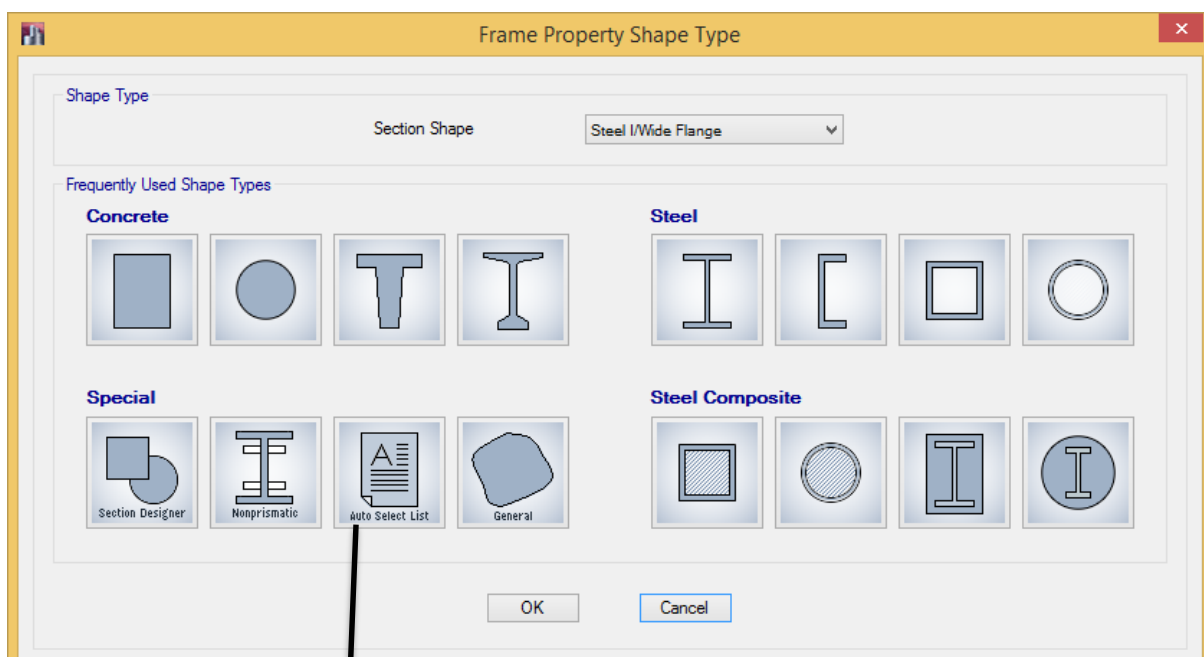 Frame Property Shape Type
Shape Type
Section Shape
Steel I/Wide Flange
Frequently Used Shape Types
Concrete
Steel
Special
Steel Composite
Section Designer
Nonprismatic
A
Auto Select List
General
OK
Cancel